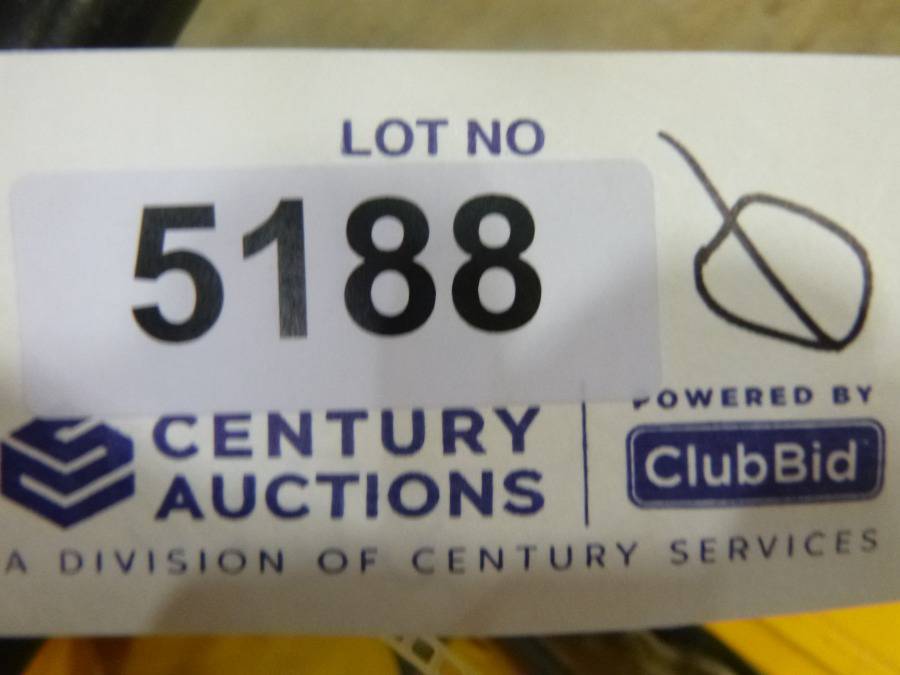 LOT NO
5188
CENTURY
AUCTIONS
POWERED BY
ClubBid
A DIVISION OF CENTURY SERVICES